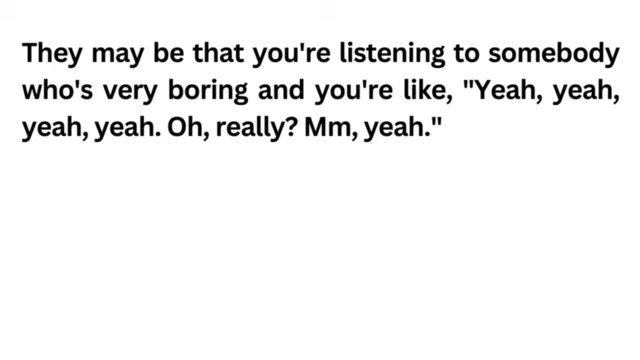 They may be that you're listening to somebody
who's very boring and you're like, "Yeah, yeah,
yeah, yeah. Oh, really? Mm, yeah."